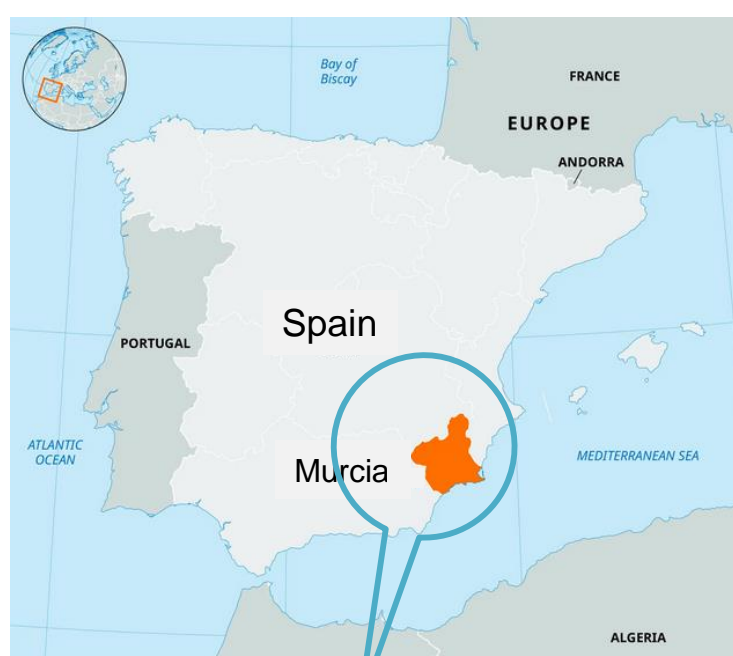 Bay of
Biscay
FRANCE
EUROPE
ANDORRA
Spain
PORTUGAL
ATLANTIC
OCEAN
Murcia
MEDITERRANEAN SEA
ALGERIA